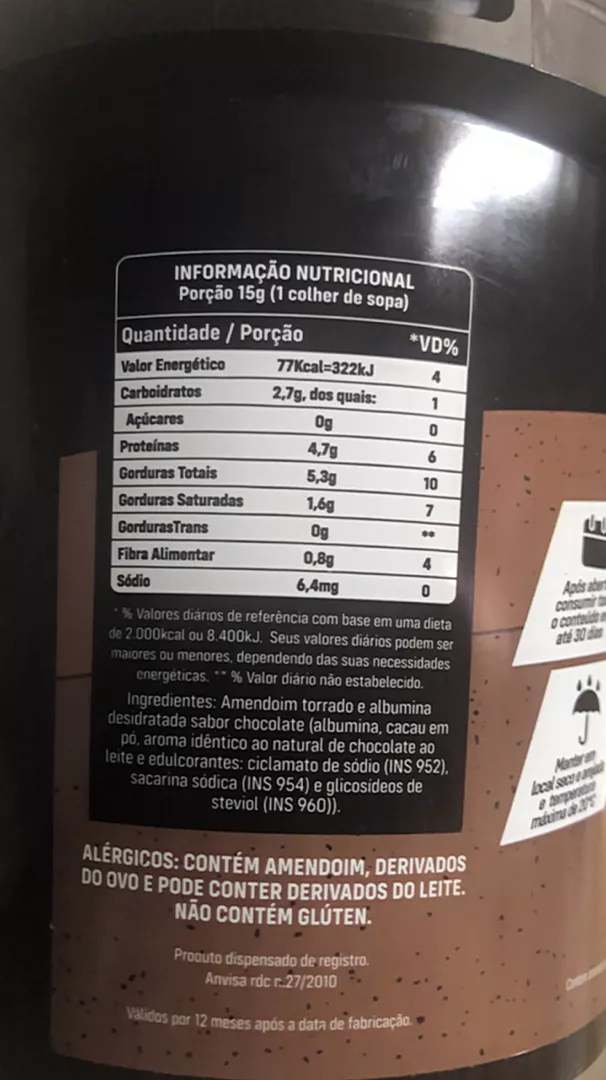 INFORMAÇÃO NUTRICIONAL
Porção 15g (1 colher de sopa)
Quantidade / Porção *VD%
Valor Energético 77Kcal=322kJ 4
Carboidratos 2,7g, dos quais: 1
Açúcares 0g 0
Proteínas 4,7g 6
Gorduras Totais 5,3g 10
Gorduras Saturadas 1,6g 7
GordurasTrans 0g **
Fibra Alimentar 0,8g 4
Sódio 6,4mg 0
* % Valores diários de referência com base em uma dieta
de 2.000kcal ou 8.400kJ. Seus valores diários podem ser
maiores ou menores, dependendo das suas necessidades
energéticas. ** % Valor diário não estabelecido.
Ingredientes: Amendoim torrado e albumina
desidratada sabor chocolate (albumina, cacau em
pó, aroma idêntico ao natural de chocolate ao
leite e edulcorantes: ciclamato de sódio (INS 952),
sacarina sódica (INS 954) e glicosídeos de
steviol (INS 960)).
ALÉRGICOS: CONTÉM AMENDOIM, DERIVADOS
DO OVO E PODE CONTER DERIVADOS DO LEITE.
NÃO CONTÉM GLÚTEN.
Proouto dispensado de registro.
Anvisa rdc n.27/2010
Válidos por 12 meses após a data de fabricação.
Após
consumir
o conteúdo
até 30 dias
Manter em
local seco e
e temperatura
máxima de 20°C